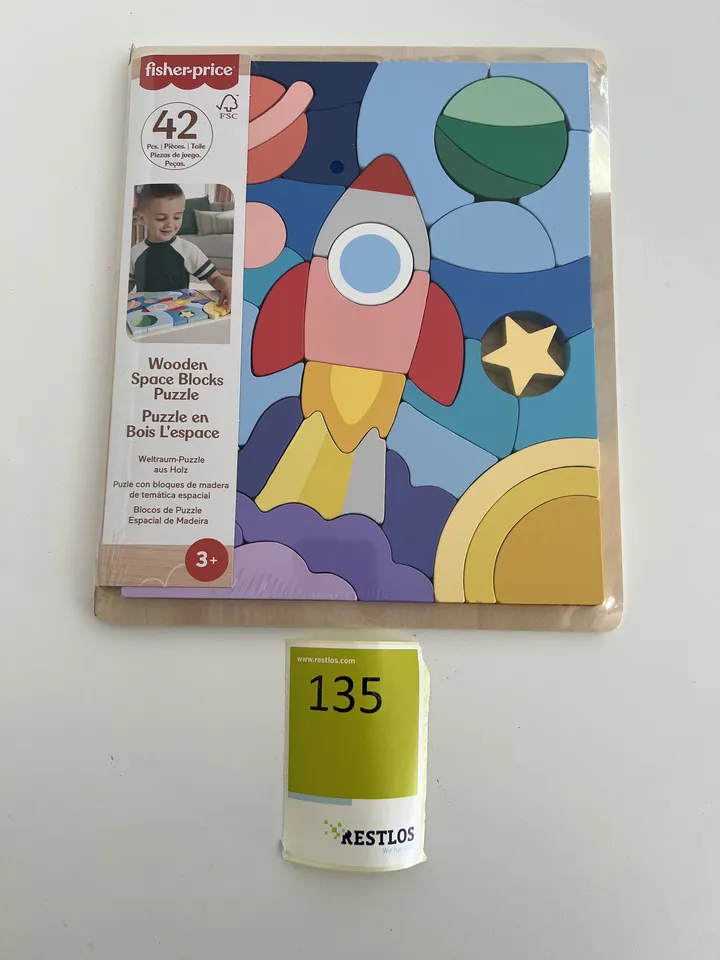 fisher-price
FSC
42
Pcs. | Pièces. | Teile
Piezas de juego.
Peças.
Wooden
Space Blocks
Puzzle
Puzzle en
Bois L'espace
Weltraum-Puzzle
aus Holz
Puzle con bloques de madera
de temática espacial
Blocos de Puzzle
Espacial de Madeira
3+
www.restlos.com
135
RESTLOS
Wir